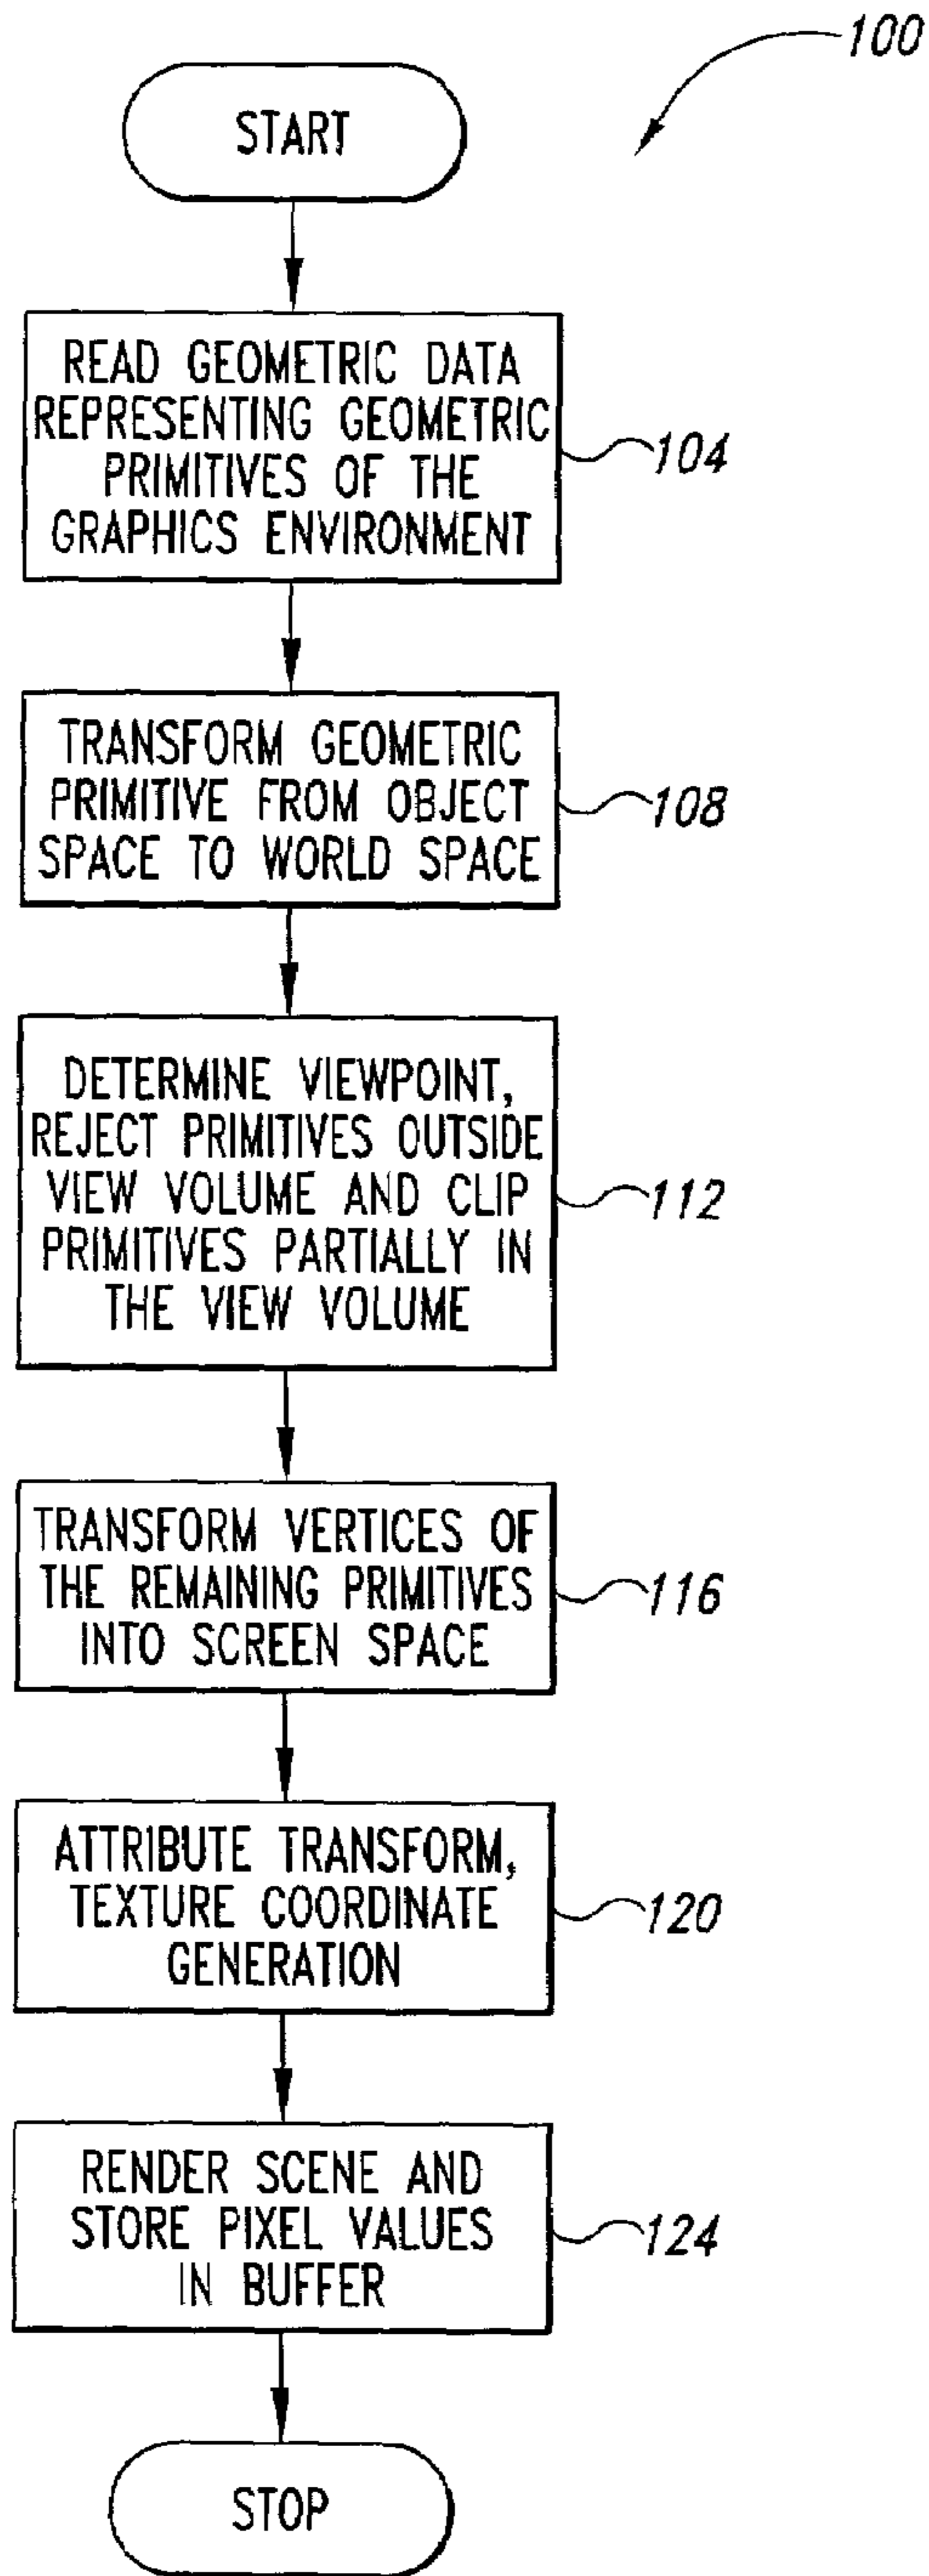 100
START
READ GEOMETRIC DATA
REPRESENTING GEOMETRIC
PRIMITIVES OF THE
GRAPHICS ENVIRONMENT
104
TRANSFORM GEOMETRIC
PRIMITIVE FROM OBJECT
SPACE TO WORLD SPACE
108
DETERMINE VIEWPOINT,
REJECT PRIMITIVES OUTSIDE
VIEW VOLUME AND CLIP
PRIMITIVES PARTIALLY IN
THE VIEW VOLUME
112
TRANSFORM VERTICES OF
THE REMAINING PRIMITIVES
INTO SCREEN SPACE
116
ATTRIBUTE TRANSFORM,
TEXTURE COORDINATE
GENERATION
120
RENDER SCENE AND
STORE PIXEL VALUES
IN BUFFER
124
STOP